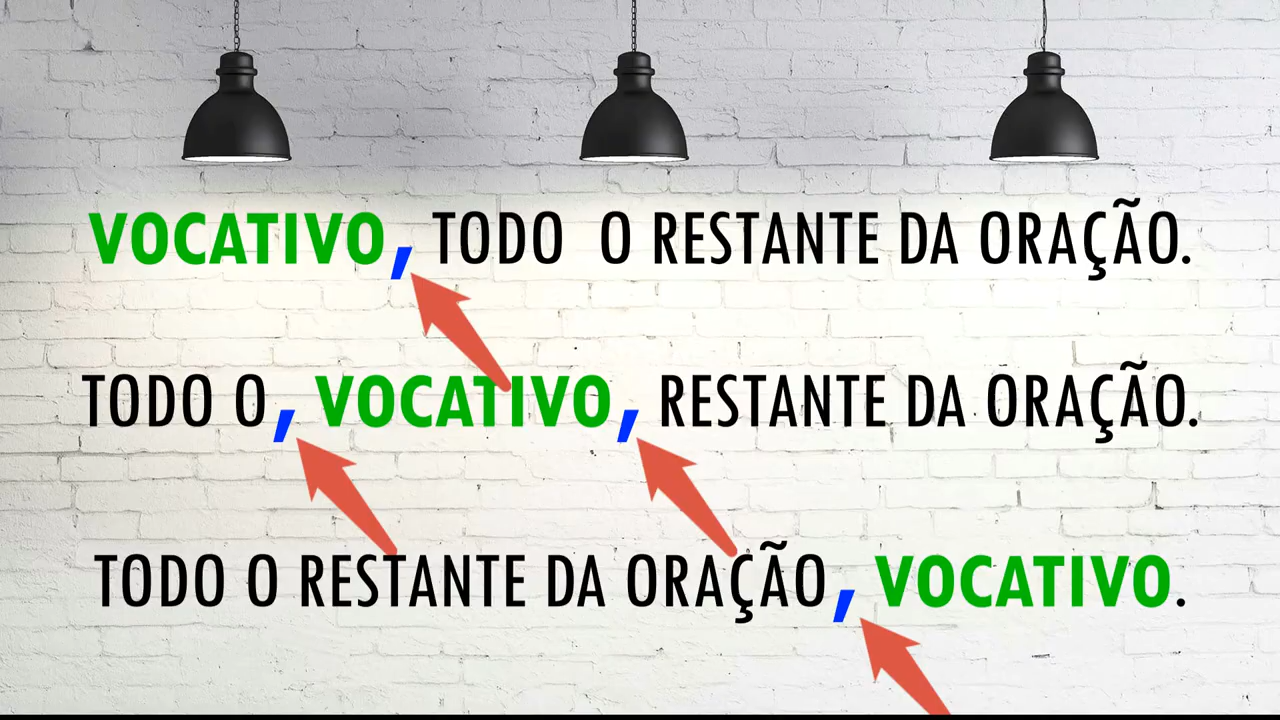 VOCATIVO, TODO O RESTANTE DA ORAÇÃO.
TODO O, VOCATIVO, RESTANTE DA ORAÇÃO.
TODO O RESTANTE DA ORAÇÃO, VOCATIVO.